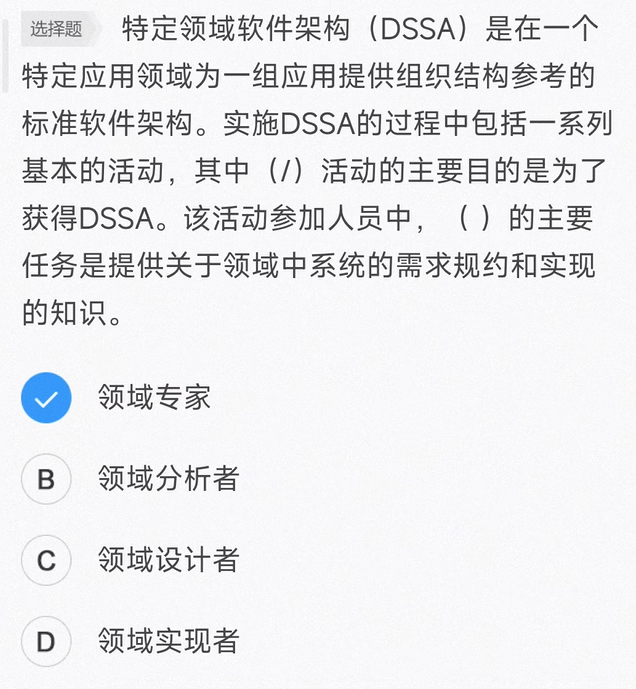 选择题 特定领域软件架构（DSSA）是在一个
特定应用领域为一组应用提供组织结构参考的
标准软件架构。实施DSSA的过程中包括一系列
基本的活动，其中（/）活动的主要目的是为了
获得DSSA。该活动参加人员中，（ ）的主要
任务是提供关于领域中系统的需求规约和实现
的知识。
领域专家
B 领域分析者
C 领域设计者
D 领域实现者